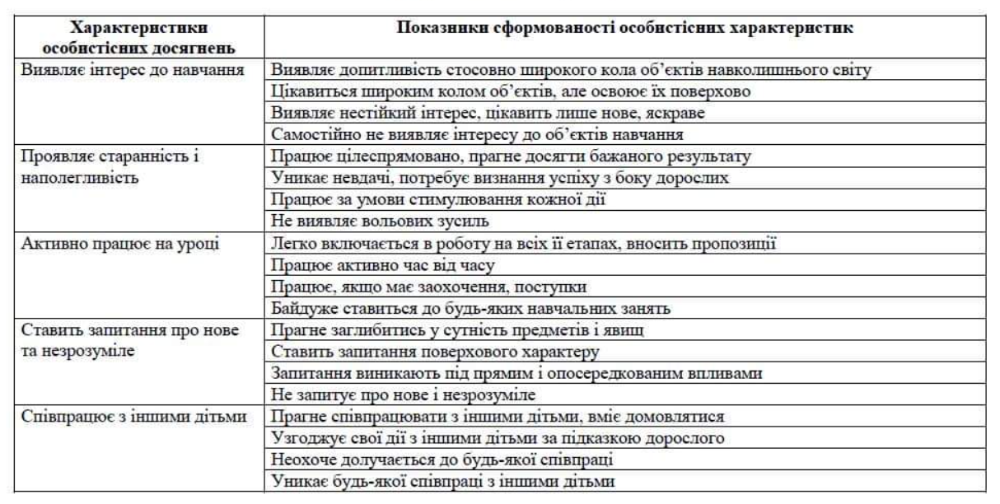 Характеристики особистісних досягнень
Показники сформованості особистісних характеристик
Виявляє інтерес до навчання
Виявляє допитливість стосовно широкого кола об’єктів навколишнього світу
Цікавиться широким колом об’єктів, але освоює їх поверхово
Виявляє нестійкий інтерес, цікавить лише нове, яскраве
Самостійно не виявляє інтересу до об’єктів навчання
Проявляє старанність і
наполегливість
Працює цілеспрямовано, прагне досягти бажаного результату
Уникає невдачі, потребує визнання успіху з боку дорослих
Працює за умови стимулювання кожної дії
Не виявляє вольових зусиль
Активно працює на уроці
Легко включається в роботу на всіх її етапах, вносить пропозиції
Працює активно час від часу
Працює, якщо має заохочення, поступки
Байдуже ставиться до будь-яких навчальних занять
Ставить запитання про нове
та незрозуміле
Прагне заглибитись у сутність предметів і явищ
Ставить запитання поверхового характеру
Запитання виникають під прямим і опосередкованим впливами
Не запитує про нове і незрозуміле
Співпрацює з іншими дітьми
Прагне співпрацювати з іншими дітьми, вміє домовлятися
Узгоджує свої дії з іншими дітьми за підказкою дорослого
Неохоче долучається до будь-якої співпраці
Уникає будь-якої співпраці з іншими дітьми